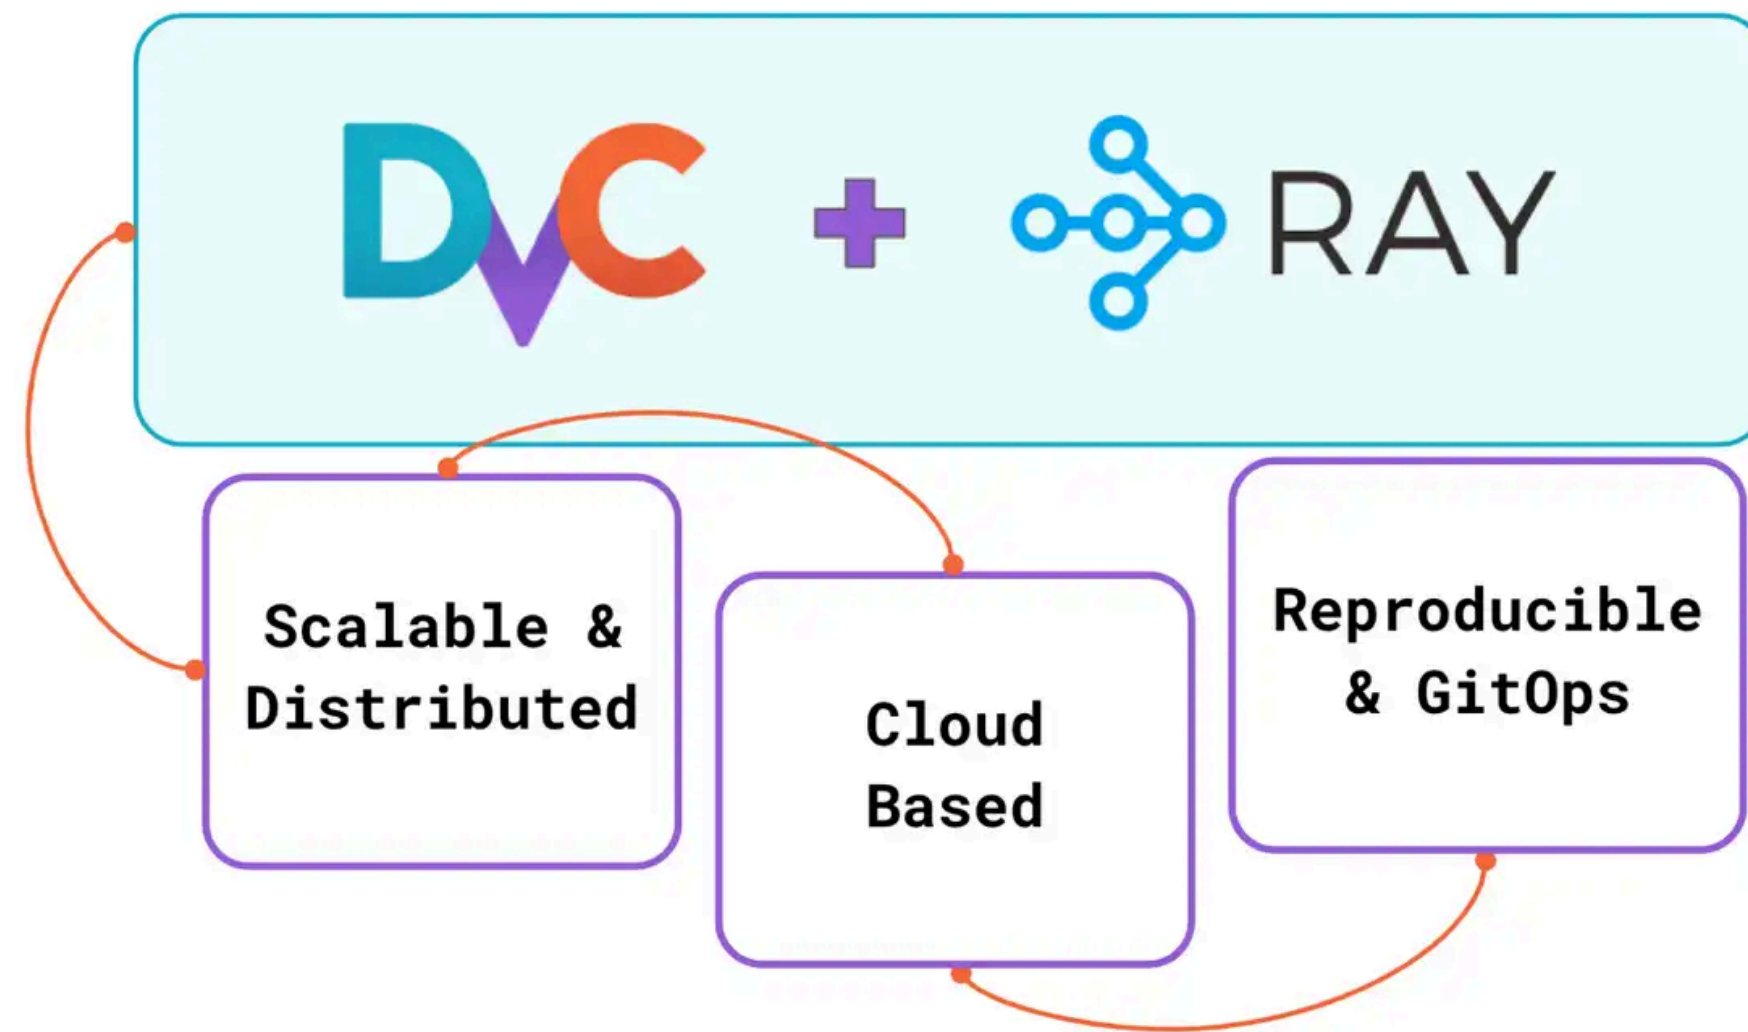 DVC + RAY
Scalable &
Distributed
Cloud
Based
Reproducible
& GitOps